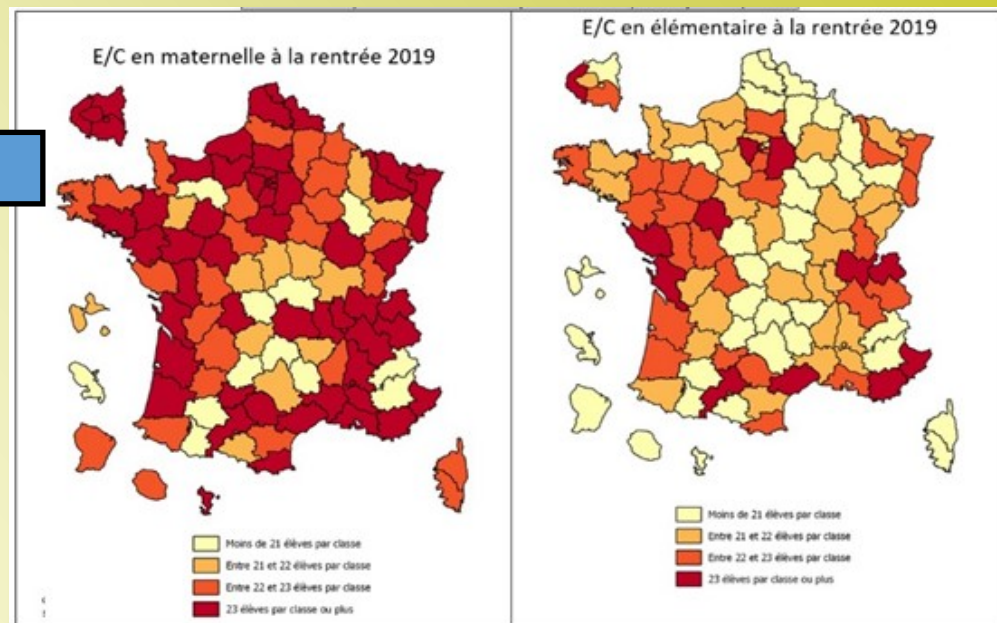 E/C en maternelle à la rentrée 2019
Moins de 21 élèves par classe
Entre 21 et 22 élèves par classe
Entre 22 et 23 élèves par classe
23 élèves par classe ou plus
E/C en élémentaire à la rentrée 2019
Moins de 21 élèves par classe
Entre 21 et 22 élèves par classe
Entre 22 et 23 élèves par classe
23 élèves par classe ou plus